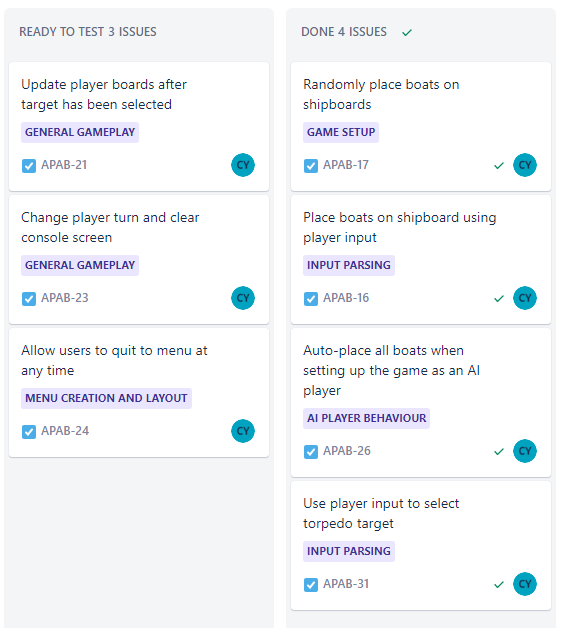 READY TO TEST 3 ISSUES
Update player boards after
target has been selected
GENERAL GAMEPLAY
APAB-21
CY
Change player turn and clear
console screen
GENERAL GAMEPLAY
APAB-23
CY
Allow users to quit to menu at
any time
MENU CREATION AND LAYOUT
APAB-24
CY
DONE 4 ISSUES
Randomly place boats on
shipboards
GAME SETUP
APAB-17
CY
Place boats on shipboard using
player input
INPUT PARSING
APAB-16
CY
Auto-place all boats when
setting up the game as an AI
player
AI PLAYER BEHAVIOUR
APAB-26
CY
Use player input to select
torpedo target
INPUT PARSING
APAB-31
CY